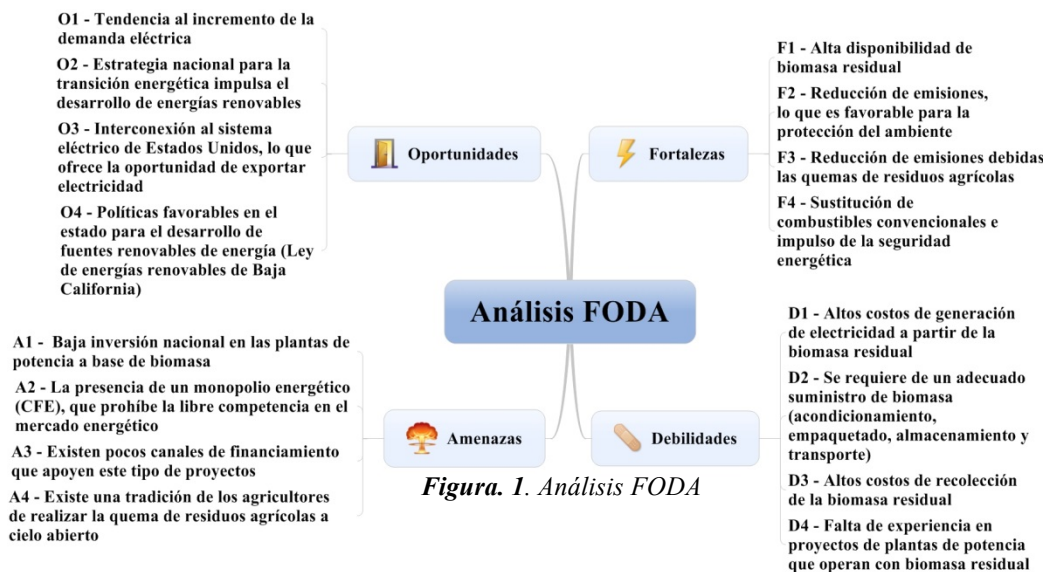 O1 - Tendencia al incremento de la
demanda eléctrica
O2 - Estrategia nacional para la
transición energética impulsa el
desarrollo de energías renovables
O3 - Interconexión al sistema
eléctrico de Estados Unidos, lo que
ofrece la oportunidad de exportar
electricidad
O4 - Políticas favorables en el
estado para el desarrollo de
fuentes renovables de energía (Ley
de energías renovables de Baja
California)
Oportunidades
Fortalezas
F1 - Alta disponibilidad de
biomasa residual
F2 - Reducción de emisiones,
lo que es favorable para la
protección del ambiente
F3 - Reducción de emisiones debidas
las quemas de residuos agrícolas
F4 - Sustitución de
combustibles convencionales e
impulso de la seguridad
energética
Análisis FODA
A1 - Baja inversión nacional en las plantas de
potencia a base de biomasa
A2 - La presencia de un monopolio energético
(CFE), que prohíbe la libre competencia en el
mercado energético
A3 - Existen pocos canales de financiamiento
que apoyen este tipo de proyectos
A4 - Existe una tradición de los agricultores
de realizar la quema de residuos agrícolas a
cielo abierto
Amenazas
Debilidades
D1 - Altos costos de generación
de electricidad a partir de la
biomasa residual
D2 - Se requiere de un adecuado
suministro de biomasa
(acondicionamiento,
empaquetado, almacenamiento y
transporte)
D3 - Altos costos de recolección
de la biomasa residual
D4 - Falta de experiencia en
proyectos de plantas de potencia
que operan con biomasa residual
Figura. 1. Análisis FODA